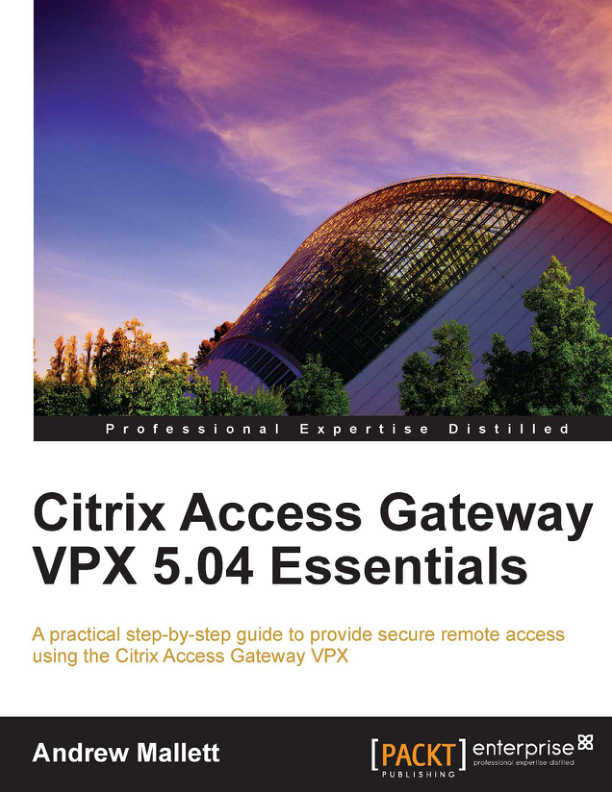 Professional Expertise Distilled
Citrix Access Gateway
VPX 5.04 Essentials
A practical step-by-step guide to provide secure remote access
using the Citrix Access Gateway VPX
Andrew Mallett
[PACKT] enterprise
PUBLISHING
professional expertise distilled